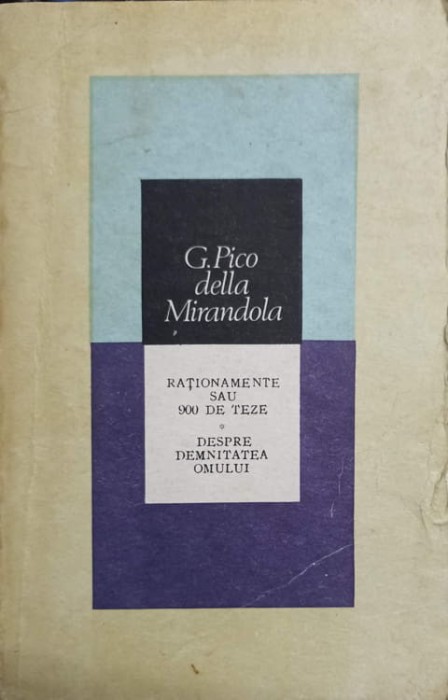 G. Pico
della
Mirandola
RAŢIONAMENTE
SAU
900 DE TEZE
DESPRE
DEMNITATEA
OMULUI